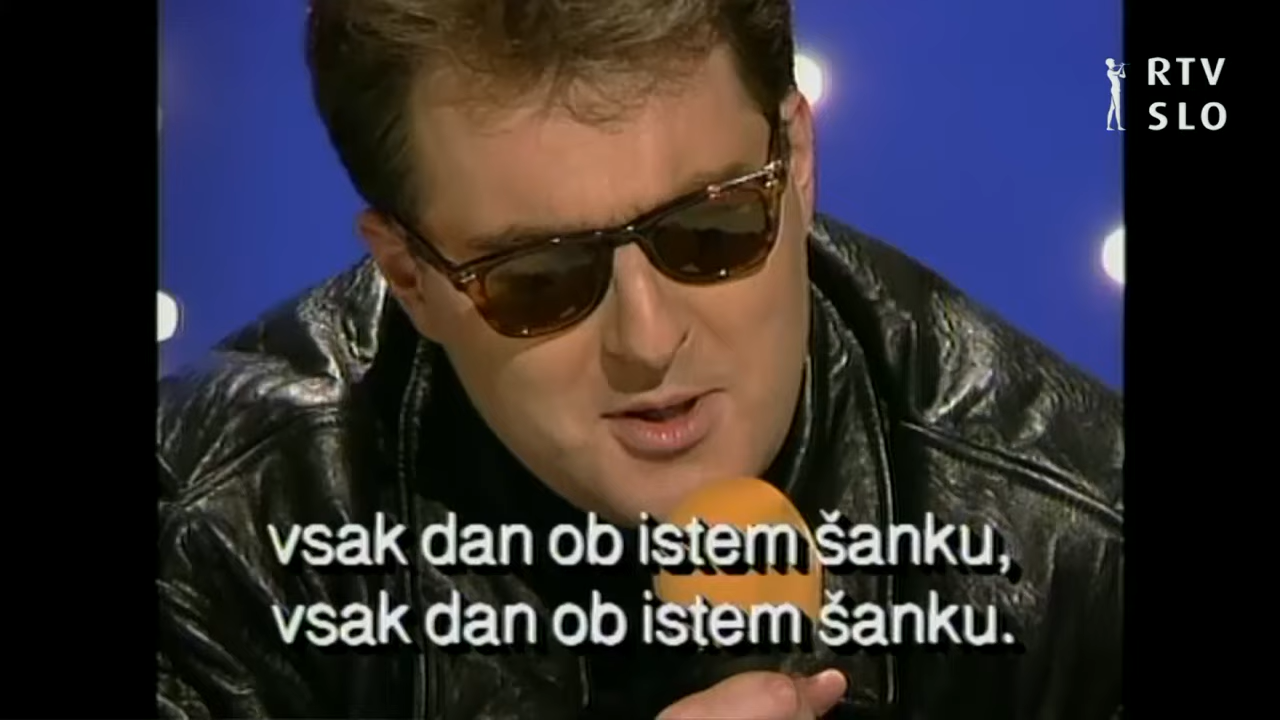 RTV
SLO
vsak dan ob istem šanku,
vsak dan ob istem šanku.